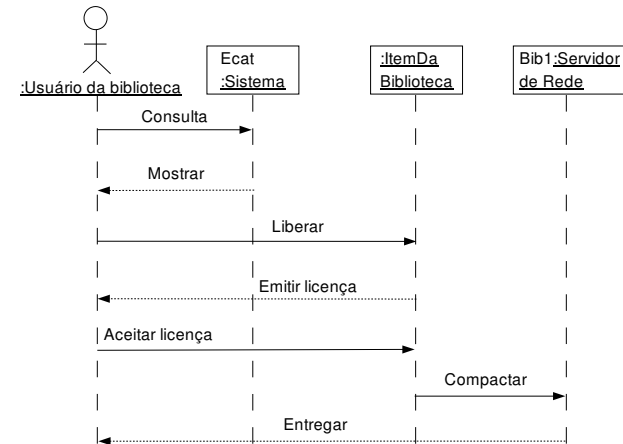 :Usuário da biblioteca
Ecat
:Sistema
:ItemDa
Biblioteca
Bib1:Servidor
de Rede
Consulta
Mostrar
Liberar
Emitir licença
Aceitar licença
Compactar
Entregar